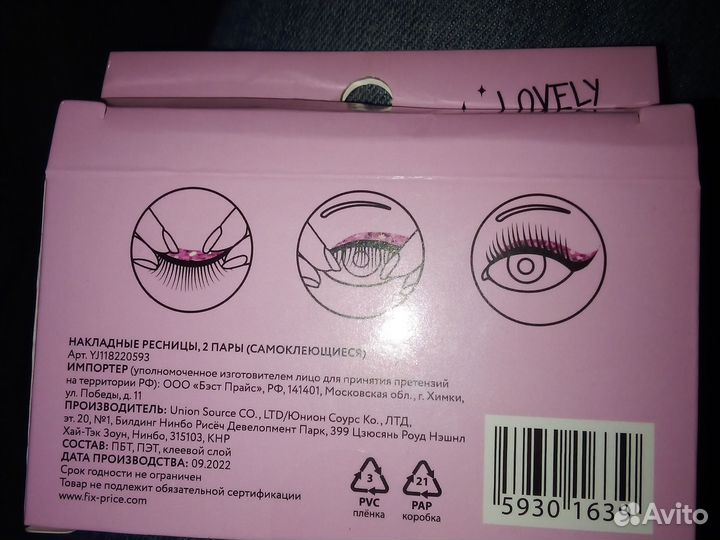 LOVELY
НАКЛАДНЫЕ РЕСНИЦЫ, 2 ПАРЫ (САМОКЛЕЮЩИЕСЯ)
Арт. YJ118220593
ИМПОРТЕР (уполномоченное изготовителем лицо для принятия претензий
на территории РФ): ООО «Бэст Прайс», РФ, 141401, Московская обл., г. Химки,
ул. Победы, д. 11
ПРОИЗВОДИТЕЛЬ: Union Source CO., LTD/Юнион Соурс Ко., ЛТД,
эт. 20, №1, Билдинг Нинбо Рисёч Девелопмент Парк, 399 Цзюсянь Роуд Нэшнл
Хай-Тэк Зоун, Нинбо, 315103, КНР
СОСТАВ: ПБТ, ПЭТ, клеевой слой
ДАТА ПРОИЗВОДСТВА: 09.2022
Срок годности не ограничен
Товар не подлежит обязательной сертификации
www.fix-price.com
3
PVC
плёнка
21
PAP
коробка
5930 1638
Avito